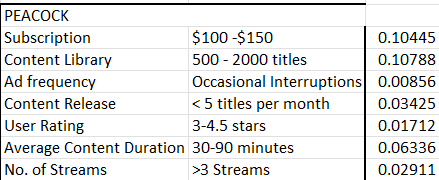 PEACOCK
Subscription $100 -$150 0.10445
Content Library 500 - 2000 titles 0.10788
Ad frequency Occasional Interruptions 0.00856
Content Release < 5 titles per month 0.03425
User Rating 3-4.5 stars 0.01712
Average Content Duration 30-90 minutes 0.06336
No. of Streams >3 Streams 0.02911